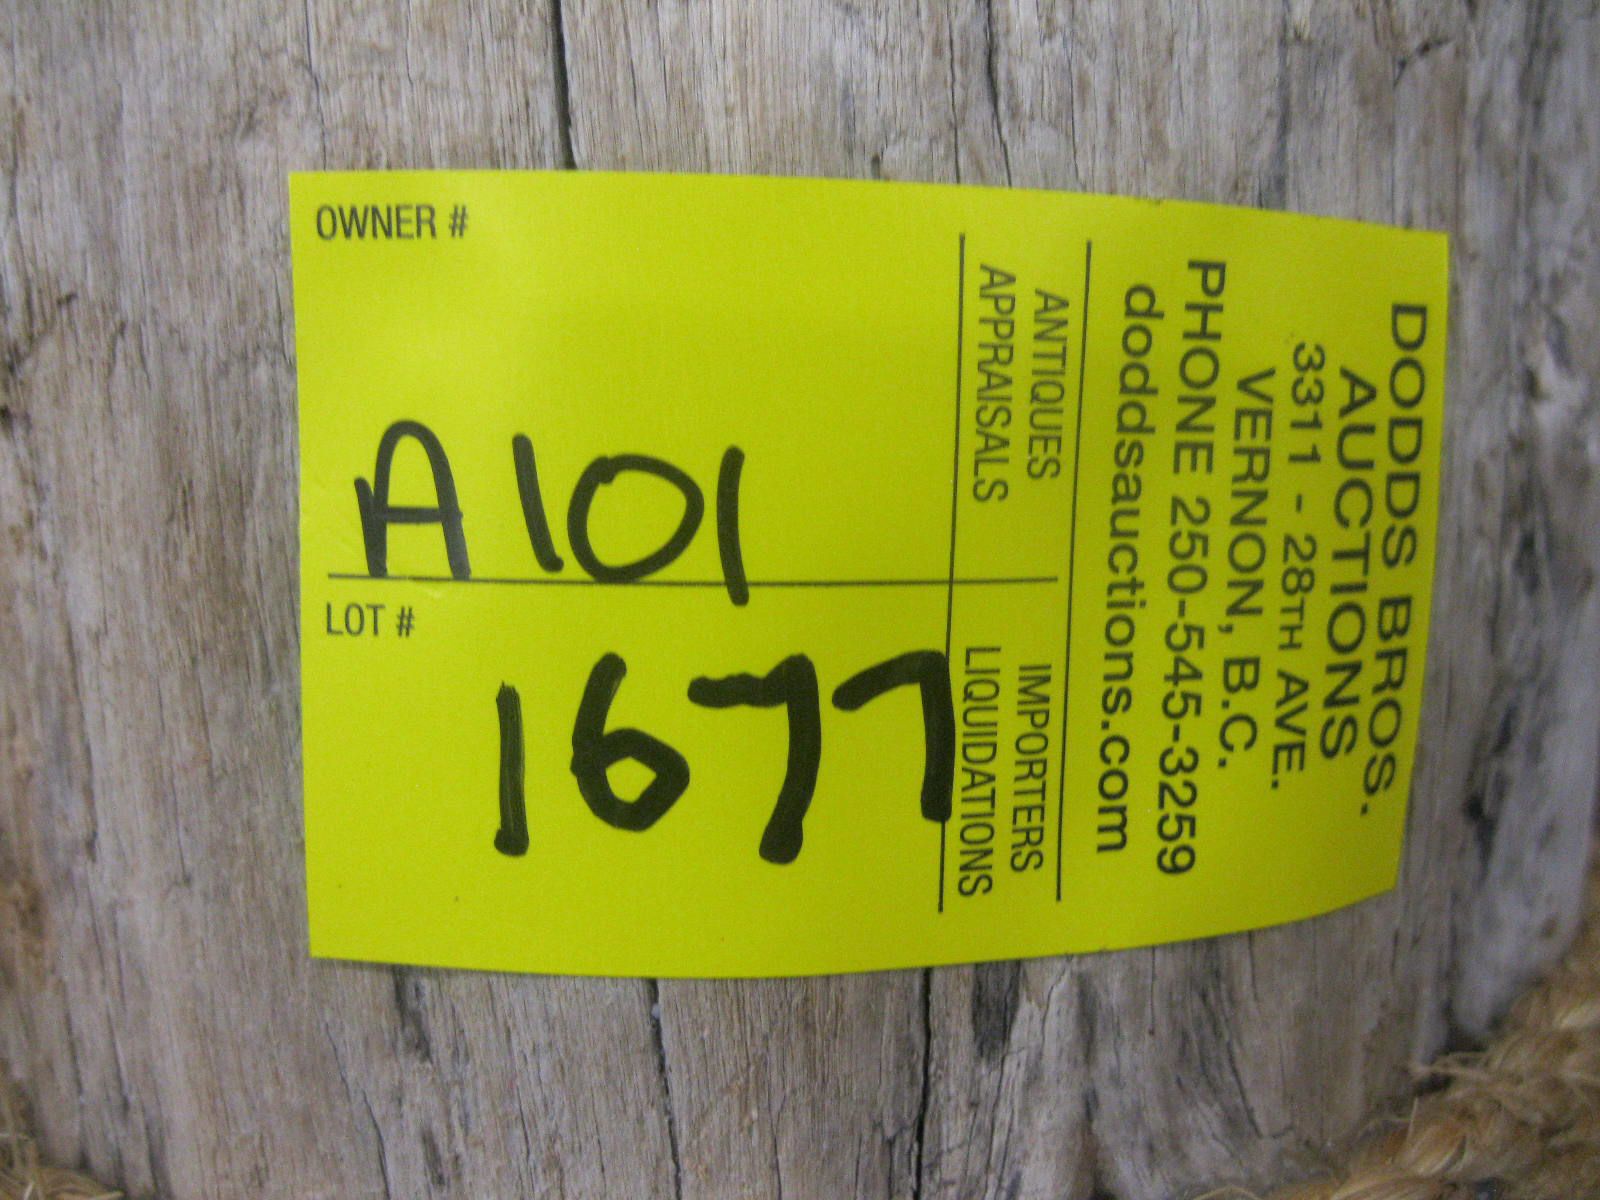 DODDS BROS.
AUCTIONS
3311 - 28TH AVE.
VERNON, B.C.
PHONE 250-545-3259
doddsauctions.com
ANTIQUES
APPRAISALS
IMPORTERS
LIQUIDATIONS
OWNER #
A101
LOT #
1677